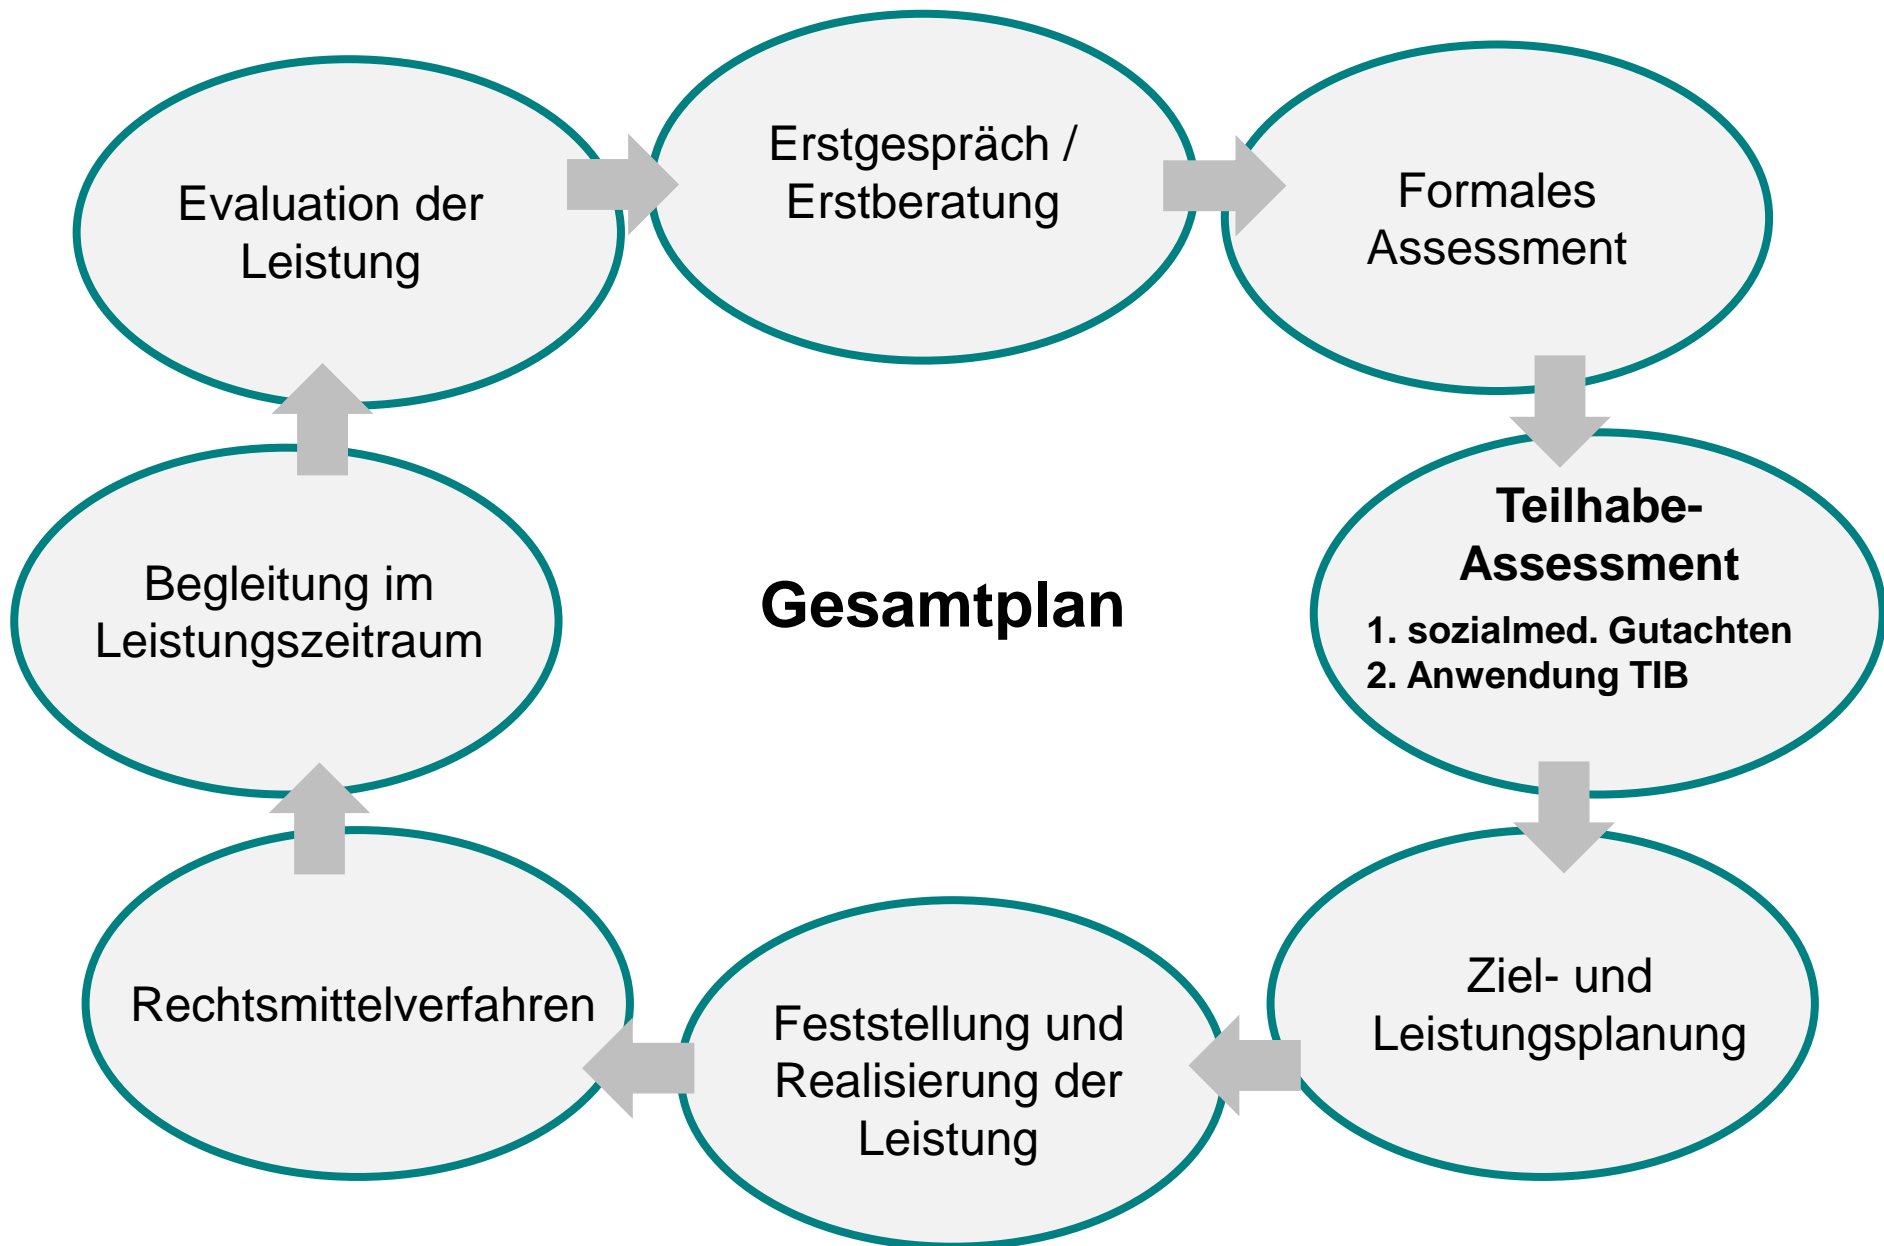 Erstgespräch /
Erstberatung
Formales
Assessment
Teilhabe-
Assessment
1. sozialmed. Gutachten
2. Anwendung TIB
Ziel- und
Leistungsplanung
Feststellung und
Realisierung der
Leistung
Rechtsmittelverfahren
Begleitung im
Leistungszeitraum
Evaluation der
Leistung
Gesamtplan